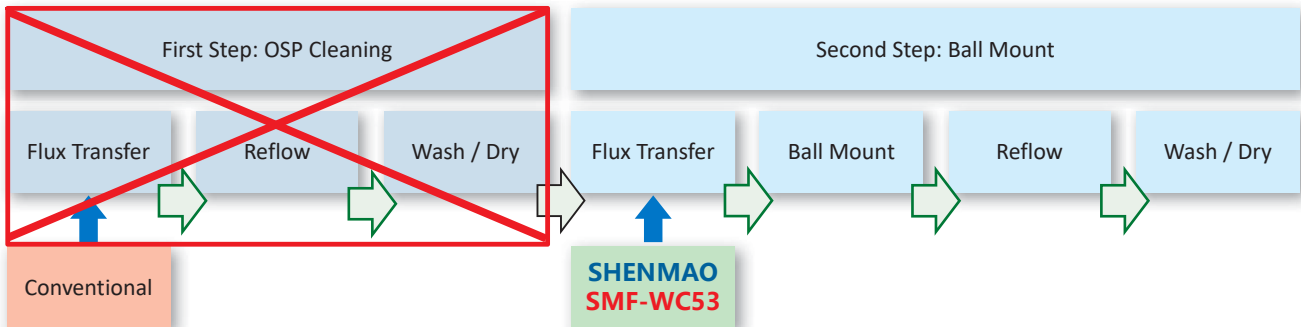 First Step: OSP Cleaning
Second Step: Ball Mount
Flux Transfer
Reflow
Wash / Dry
Flux Transfer
Ball Mount
Reflow
Wash / Dry
Conventional
SHENMAO
SMF-WC53